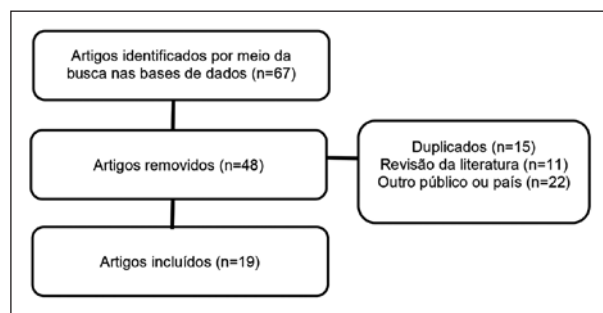 Artigos identificados por meio da
busca nas bases de dados (n=67)
Artigos removidos (n=48)
Duplicados (n=15)
Revisão da literatura (n=11)
Outro público ou país (n=22)
Artigos incluídos (n=19)